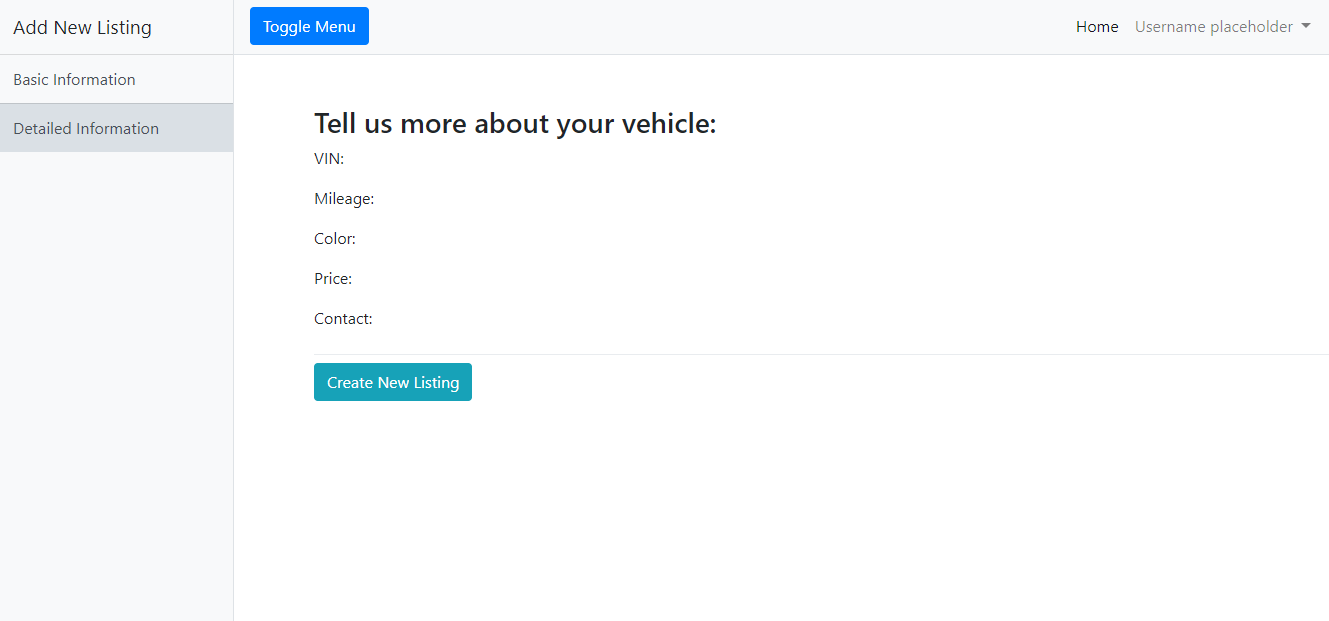 Add New Listing
Toggle Menu
Home
Username placeholder
Basic Information
Detailed Information
Tell us more about your vehicle:
VIN:
Mileage:
Color:
Price:
Contact:
Create New Listing